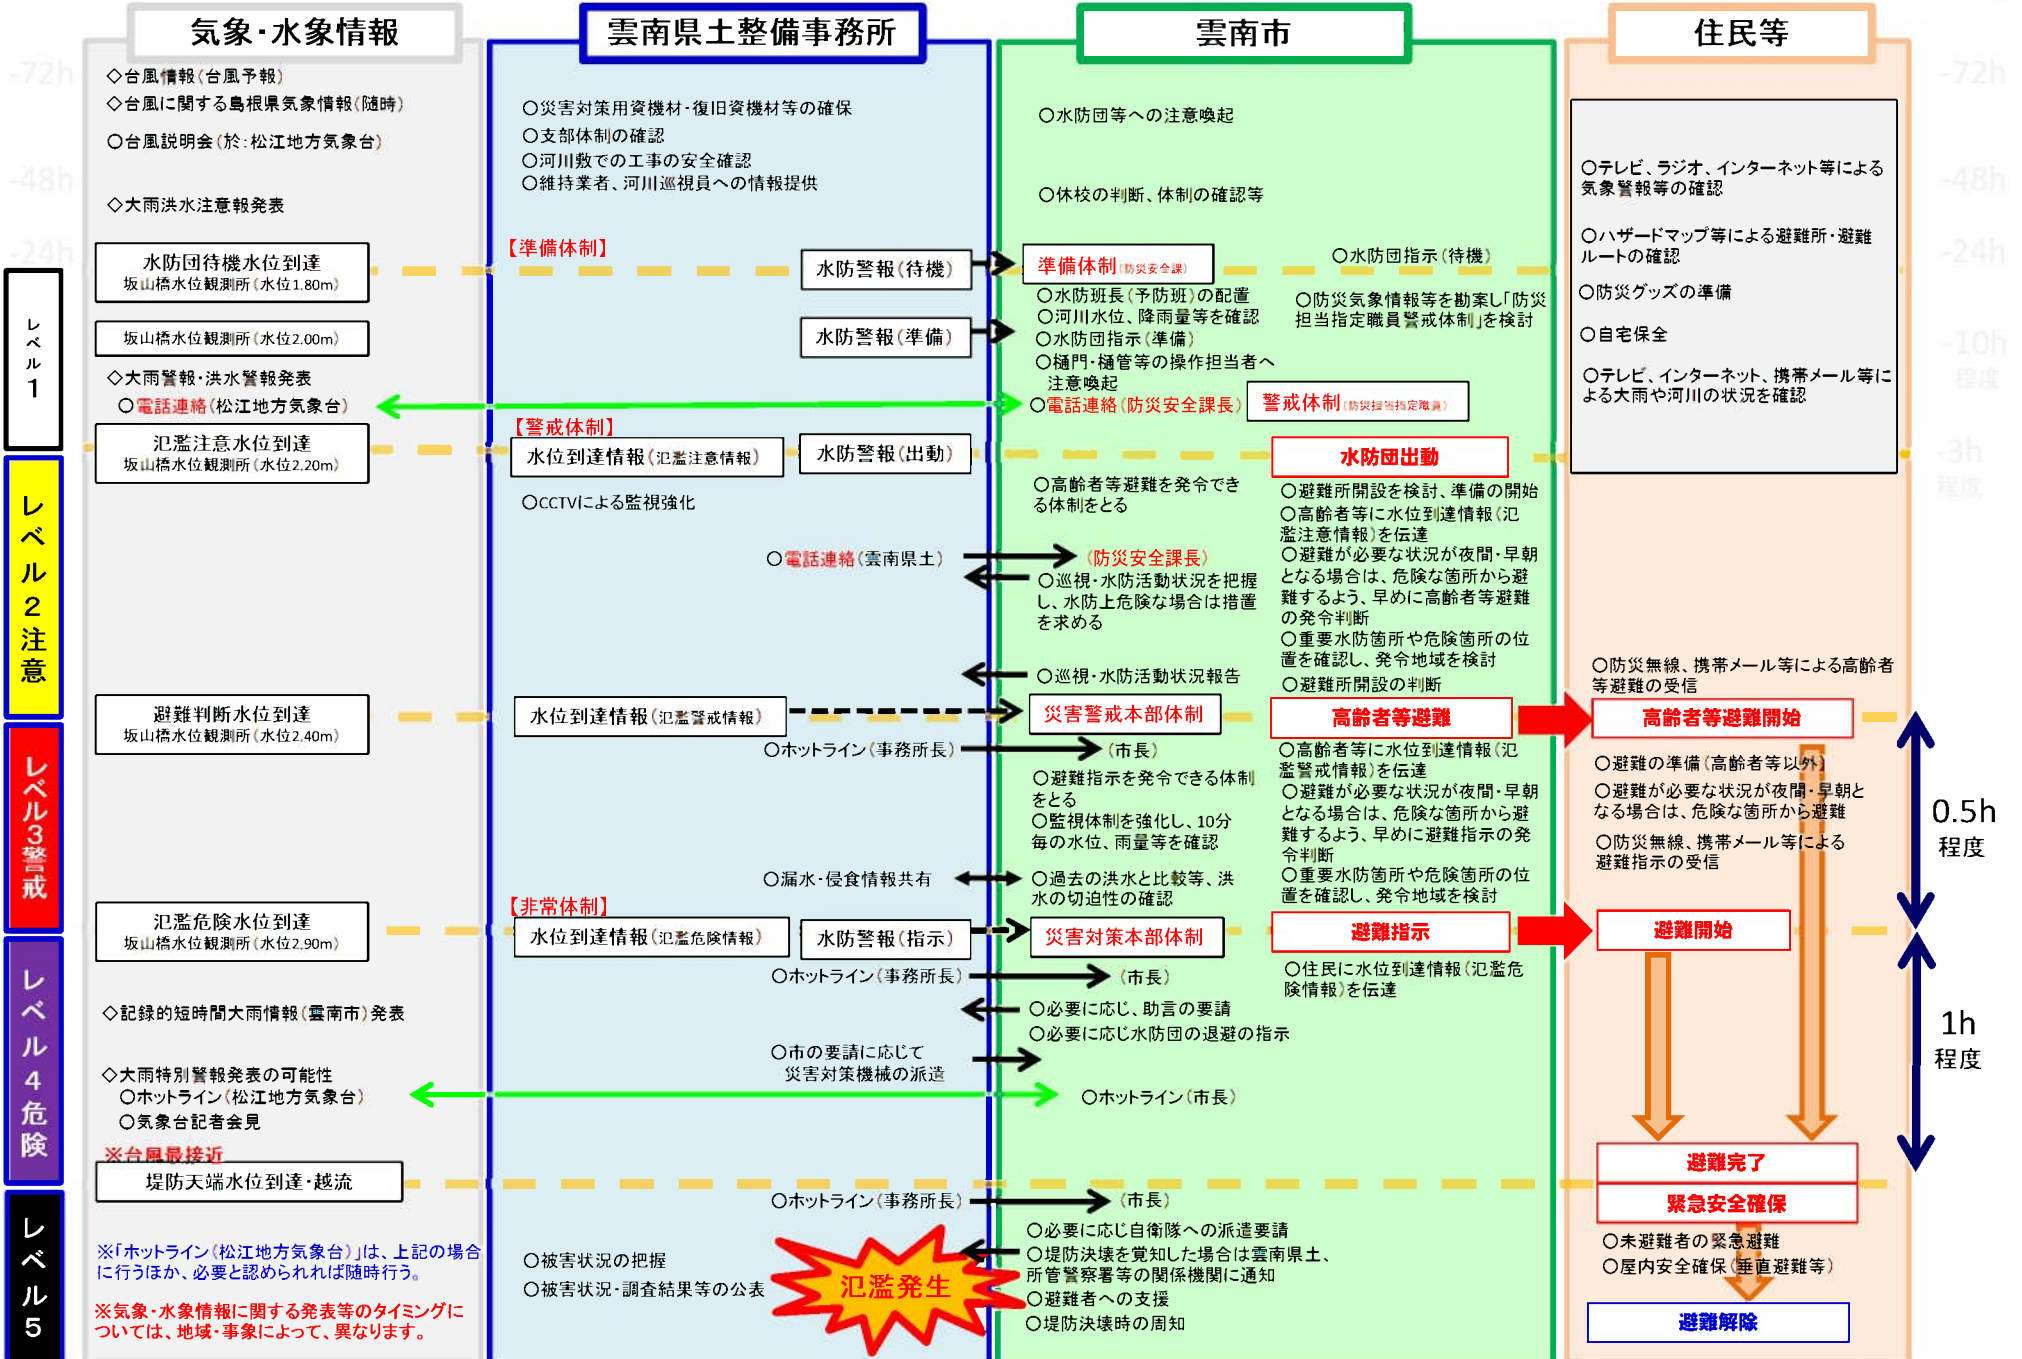 気象･水象情報
雲南県土整備事務所
雲南市
住民等
-72h
-48h
-24h
レベル1
レベル2注意
レベル3警戒
レベル4危険
レベル5
◇台風情報(台風予報)
◇台風に関する島根県気象情報(随時)
○台風説明会(於:松江地方気象台)
◇大雨洪水注意報発表
水防団待機水位到達
坂山橋水位観測所(水位1.80m)
坂山橋水位観測所(水位2.00m)
◇大雨警報･洪水警報発表
○電話連絡(松江地方気象台)
氾濫注意水位到達
坂山橋水位観測所(水位2.20m)
避難判断水位到達
坂山橋水位観測所(水位2.40m)
氾濫危険水位到達
坂山橋水位観測所(水位2.90m)
◇記録的短時間大雨情報(雲南市)発表
◇大雨特別警報発表の可能性
○ホットライン(松江地方気象台)
○気象台記者会見
※台風最接近
堤防天端水位到達･越流
※｢ホットライン(松江地方気象台)｣は、上記の場合
に行うほか、必要と認められれば随時行う。
※気象･水象情報に関する発表等のタイミングに
ついては、地域･事象によって、異なります。
○災害対策用資機材･復旧資機材等の確保
○支部体制の確認
○河川敷での工事の安全確認
○維持業者、河川巡視員への情報提供
【準備体制】
水防警報(待機)
水防警報(準備)
【警戒体制】
水位到達情報(氾濫注意情報)
水防警報(出動)
○CCTVによる監視強化
○電話連絡(雲南県土)
水位到達情報(氾濫警戒情報)
○ホットライン(事務所長)
○漏水･侵食情報共有
【非常体制】
水位到達情報(氾濫危険情報)
水防警報(指示)
○ホットライン(事務所長)
○市の要請に応じて
災害対策機械の派遣
○ホットライン(事務所長)
○被害状況の把握
○被害状況･調査結果等の公表
氾濫発生
○水防団等への注意喚起
○休校の判断、体制の確認等
準備体制(防災安全課)
○水防団指示(待機)
○水防班長(予防班)の配置
○河川水位、降雨量等を確認
○水防団指示(準備)
○樋門･樋管等の操作担当者へ
注意喚起
○防災気象情報等を勘案し｢防災
担当指定職員警戒体制｣を検討
○電話連絡(防災安全課長)
警戒体制(防災担当指定職員)
水防団出動
○高齢者等避難を発令でき
る体制をとる
(防災安全課長)
○巡視･水防活動状況を把握
し、水防上危険な場合は措置
を求める
○巡視･水防活動状況報告
○避難所開設を検討、準備の開始
○高齢者等に水位到達情報(氾
濫注意情報)を伝達
○避難が必要な状況が夜間･早朝
となる場合は、危険な箇所から避
難するよう、早めに高齢者等避難
の発令判断
○重要水防箇所や危険箇所の位
置を確認し、発令地域を検討
○避難所開設の判断
災害警戒本部体制
高齢者等避難
(市長)
○避難指示を発令できる体制
をとる
○監視体制を強化し、10分
毎の水位、雨量等を確認
○過去の洪水と比較等、洪
水の切迫性の確認
○高齢者等に水位到達情報(氾
濫警戒情報)を伝達
○避難が必要な状況が夜間･早朝
となる場合は、危険な箇所から避
難するよう、早めに避難指示の発
令判断
○重要水防箇所や危険箇所の位
置を確認し、発令地域を検討
災害対策本部体制
避難指示
(市長)
○住民に水位到達情報(氾濫危
険情報)を伝達
○必要に応じ、助言の要請
○必要に応じ水防団の退避の指示
○ホットライン(市長)
(市長)
○必要に応じ自衛隊への派遣要請
○堤防決壊を覚知した場合は雲南県土、
所管警察署等の関係機関に通知
○避難者への支援
○堤防決壊時の周知
○テレビ、ラジオ、インターネット等による
気象警報等の確認
○ハザードマップ等による避難所･避難
ルートの確認
○防災グッズの準備
○自宅保全
○テレビ、インターネット、携帯メール等に
よる大雨や河川の状況を確認
○防災無線、携帯メール等による高齢者
等避難の受信
高齢者等避難開始
○避難の準備(高齢者等以外)
○避難が必要な状況が夜間･早朝と
なる場合は、危険な箇所から避難
○防災無線、携帯メール等による
避難指示の受信
避難開始
避難完了
緊急安全確保
○未避難者の緊急避難
○屋内安全確保(垂直避難等)
避難解除
-72h
-48h
-24h
-10h
程度
-3h
程度
0.5h
程度
1h
程度